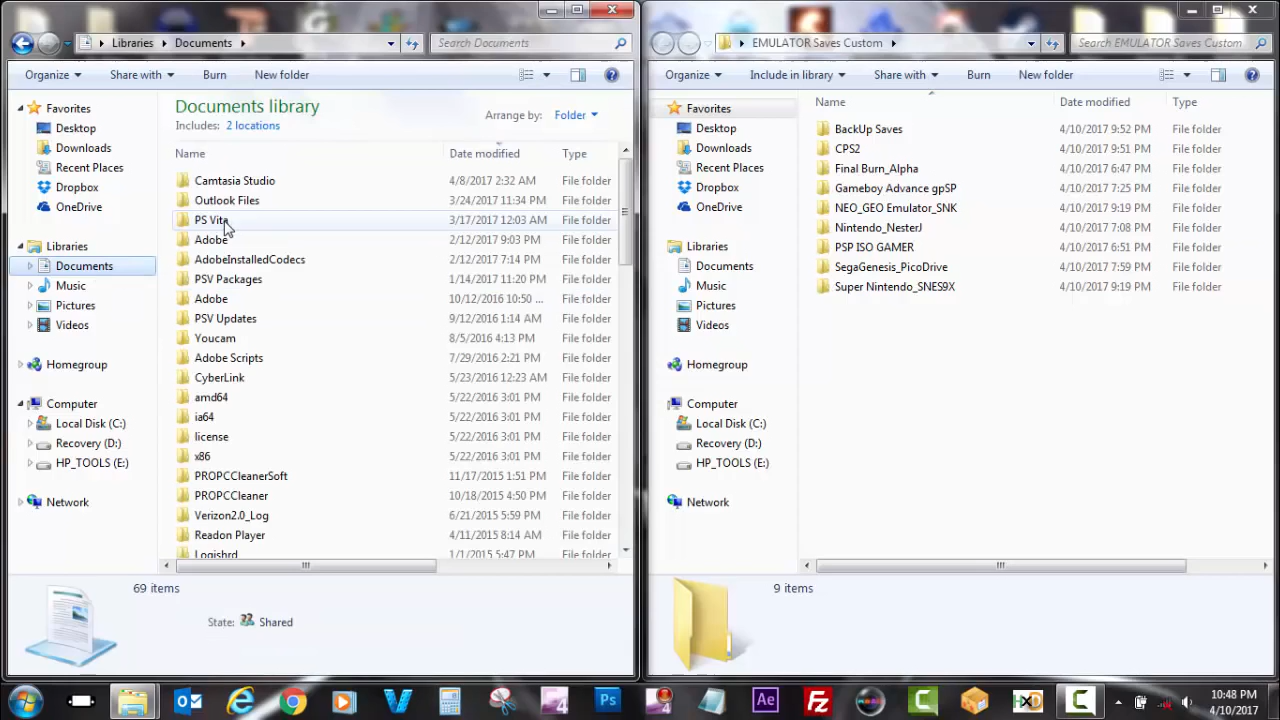 Libraries Documents
Search Documents
Organize Share with Burn New folder
Favorites
Desktop
Downloads
Recent Places
Dropbox
OneDrive
Libraries
Documents
Music
Pictures
Videos
Homegroup
Computer
Local Disk (C:)
Recovery (D:)
HP_TOOLS (E:)
Network
Documents library
Includes: 2 locations
Arrange by: Folder
Name Date modified Type
Camtasia Studio 4/8/2017 2:32 AM File folder
Outlook Files 3/24/2017 11:34 PM File folder
PS Vita 3/17/2017 12:03 AM File folder
Adobe 2/12/2017 9:03 PM File folder
AdobeInstalledCodecs 2/12/2017 7:14 PM File folder
PSV Packages 1/14/2017 11:20 PM File folder
Adobe 10/12/2016 10:50 ... File folder
PSV Updates 9/12/2016 1:14 AM File folder
Youcam 8/5/2016 4:13 PM File folder
Adobe Scripts 7/29/2016 2:21 PM File folder
CyberLink 5/23/2016 12:23 AM File folder
amd64 5/22/2016 3:01 PM File folder
ia64 5/22/2016 3:01 PM File folder
license 5/22/2016 3:01 PM File folder
x86 5/22/2016 3:01 PM File folder
PROPCCleanerSoft 11/17/2015 1:51 PM File folder
PROPCCleaner 10/18/2015 4:50 PM File folder
Verizon2.0_Log 6/21/2015 5:59 PM File folder
Readon Player 4/11/2015 8:14 AM File folder
Logishrd 1/1/2015 5:47 PM File folder
69 items
State: Shared
EMULATOR Saves Custom
Search EMULATOR Saves Custom
Organize Include in library Share with Burn New folder
Favorites
Desktop
Downloads
Recent Places
Dropbox
OneDrive
Libraries
Documents
Music
Pictures
Videos
Homegroup
Computer
Local Disk (C:)
Recovery (D:)
HP_TOOLS (E:)
Network
Name Date modified Type
BackUp Saves 4/10/2017 9:52 PM File folder
CPS2 4/10/2017 9:51 PM File folder
Final Burn_Alpha 4/10/2017 6:47 PM File folder
Gameboy Advance gpSP 4/10/2017 7:25 PM File folder
NEO_GEO Emulator_SNK 4/10/2017 9:19 PM File folder
Nintendo_NesterJ 4/10/2017 7:08 PM File folder
PSP ISO GAMER 4/10/2017 6:51 PM File folder
SegaGenesis_PicoDrive 4/10/2017 7:59 PM File folder
Super Nintendo_SNES9X 4/10/2017 9:19 PM File folder
9 items
4 Ps 4 Ae Fz C HXD C
10:48 PM
4/10/2017